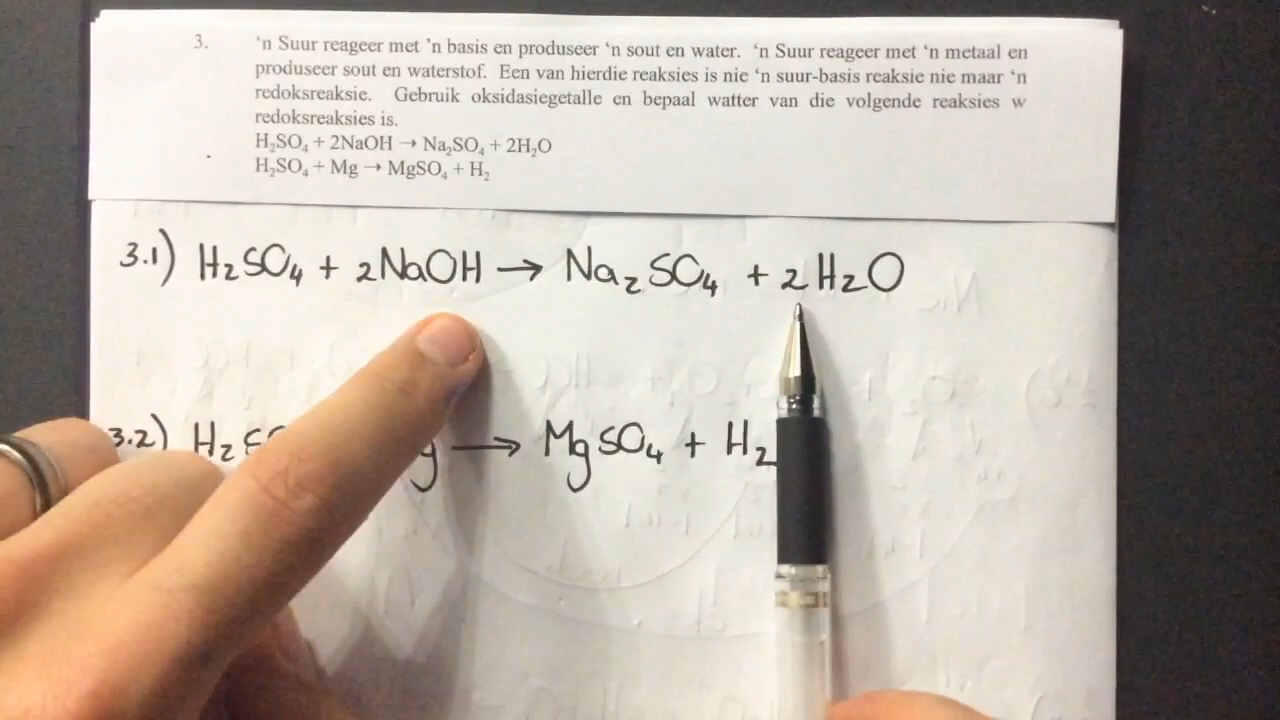 3. 'n Suur reageer met 'n basis en produseer 'n sout en water. 'n Suur reageer met 'n metaal en
produseer sout en waterstof. Een van hierdie reaksies is nie 'n suur-basis reaksie nie maar 'n
redoksreaksie. Gebruik oksidasiegetalle en bepaal watter van die volgende reaksies w
redoksreaksies is.
H₂SO₄ + 2NaOH → Na₂SO₄ + 2H₂O
H₂SO₄ + Mg → MgSO₄ + H₂
3.1) H₂SO₄ + 2NaOH → Na₂SO₄ + 2H₂O
3.2) H₂S g → MgSO₄ + H₂